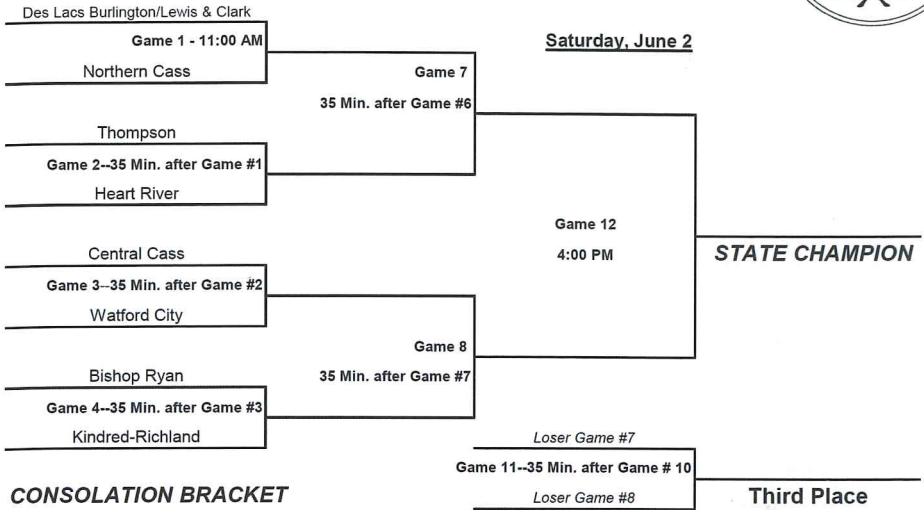 Des Lacs Burlington/Lewis & Clark
Game 1 - 11:00 AM
Northern Cass
Saturday, June 2
Game 7
35 Min. after Game #6
Thompson
Game 2--35 Min. after Game #1
Heart River
Game 12
4:00 PM
STATE CHAMPION
Central Cass
Game 3--35 Min. after Game #2
Watford City
Game 8
35 Min. after Game #7
Bishop Ryan
Game 4--35 Min. after Game #3
Kindred-Richland
Loser Game #7
Game 11--35 Min. after Game # 10
Loser Game #8
Third Place
CONSOLATION BRACKET